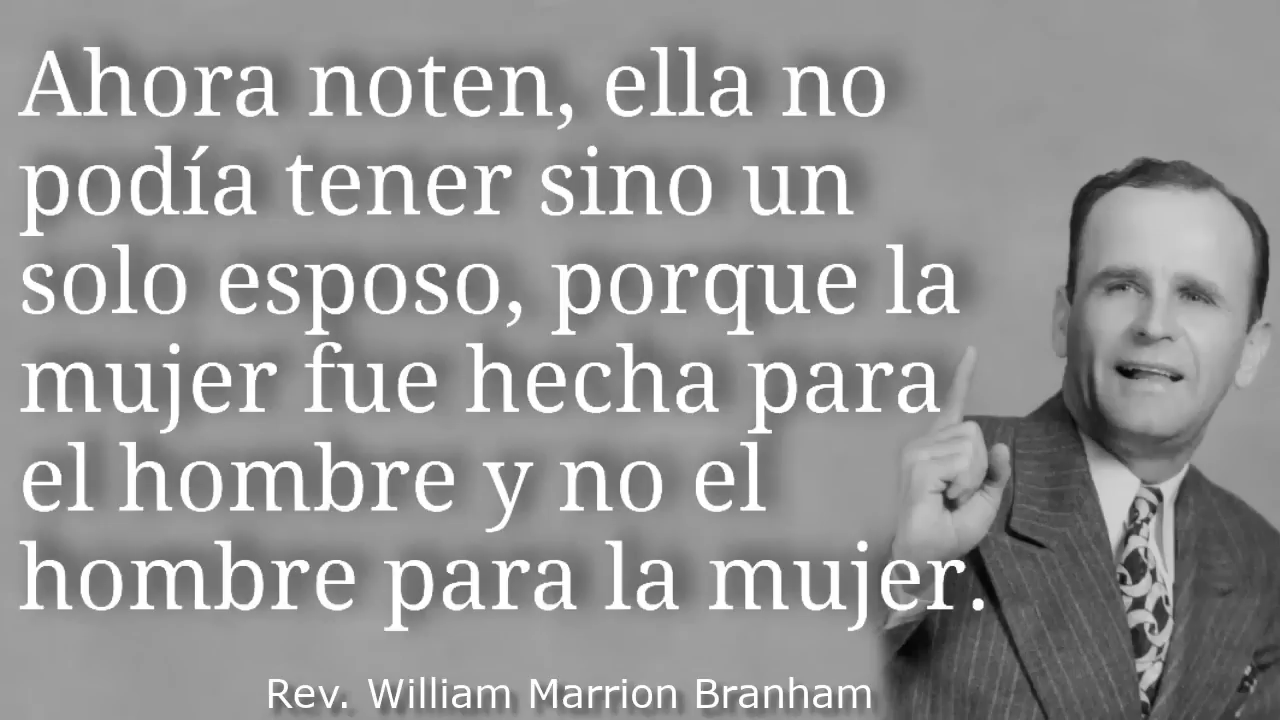 Ahora noten, ella no
podía tener sino un
solo esposo, porque la
mujer fue hecha para
el hombre y no el
hombre para la mujer.
Rev. William Marrion Branham